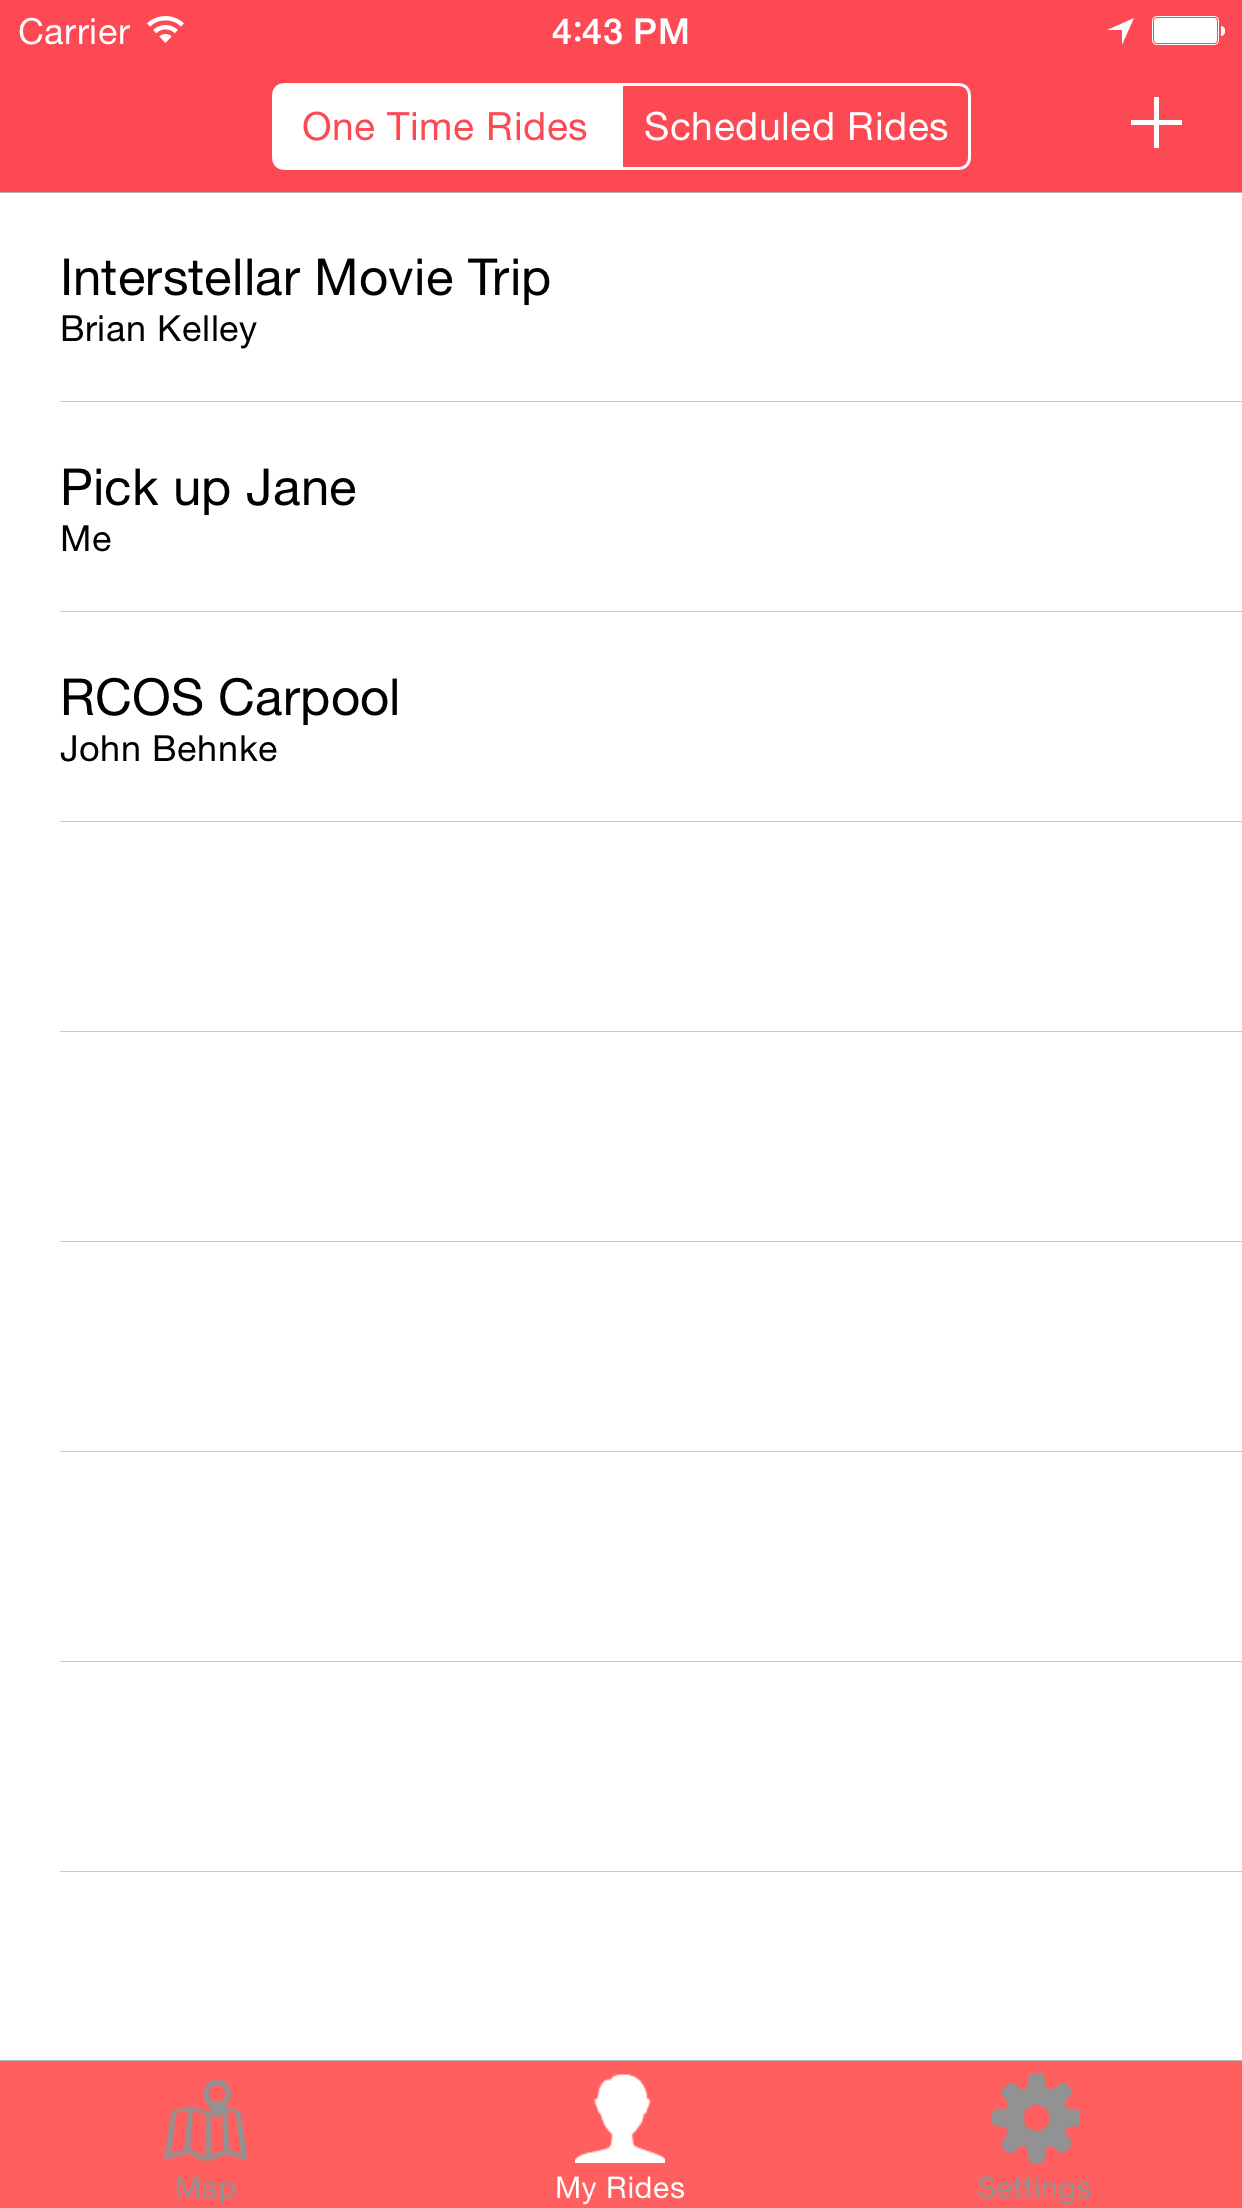 Carrier 4:43 PM
One Time Rides Scheduled Rides
Interstellar Movie Trip
Brian Kelley
Pick up Jane
Me
RCOS Carpool
John Behnke
Map My Rides Settings